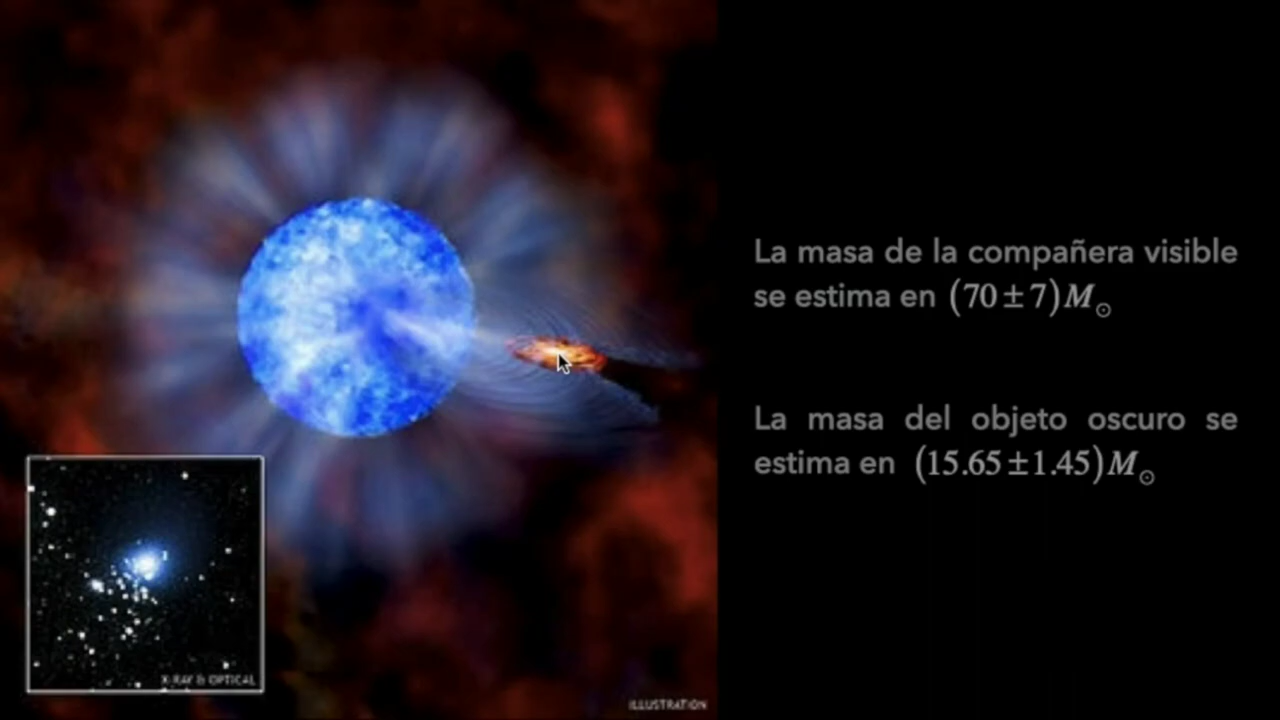 La masa de la compañera visible
se estima en (70±7)M☉
La masa del objeto oscuro se
estima en (15.65±1.45)M☉
X-RAY & OPTICAL
ILLUSTRATION